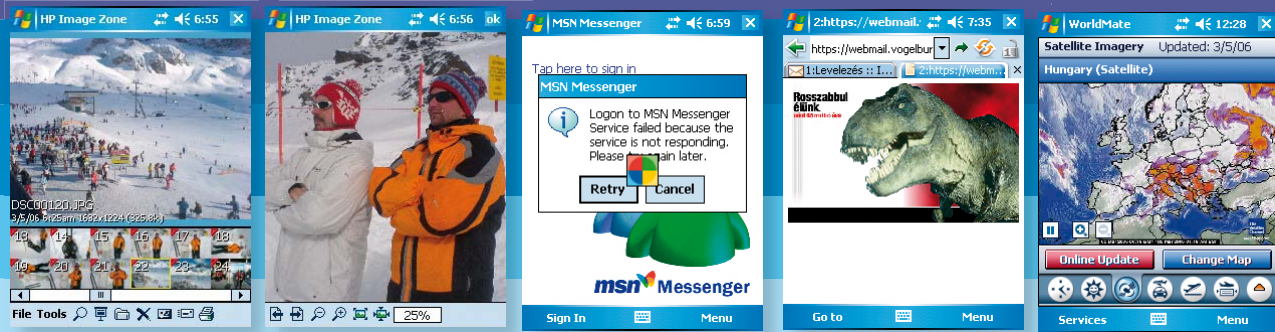 HP Image Zone 6:55
DSC00120.JPG
3/5/06 6:25am 1632x1224 (325.8k)
13 14 15 16 17 18
19 20 21 22 23 24
File Tools
HP Image Zone 6:56 ok
25%
MSN Messenger 6:59
Tap here to sign in
MSN Messenger
Logon to MSN Messenger
Service failed because the
service is not responding.
Please ain later.
Retry Cancel
msn Messenger
Sign In Menu
2:https://webmail. 7:35
https://webmail.vogelbur
1:Levelezés :: I... 2:https://webm...
Rosszabbul
élünk.
Go to Menu
WorldMate 12:28
Satellite Imagery Updated: 3/5/06
Hungary (Satellite)
Online Update Change Map
Services Menu